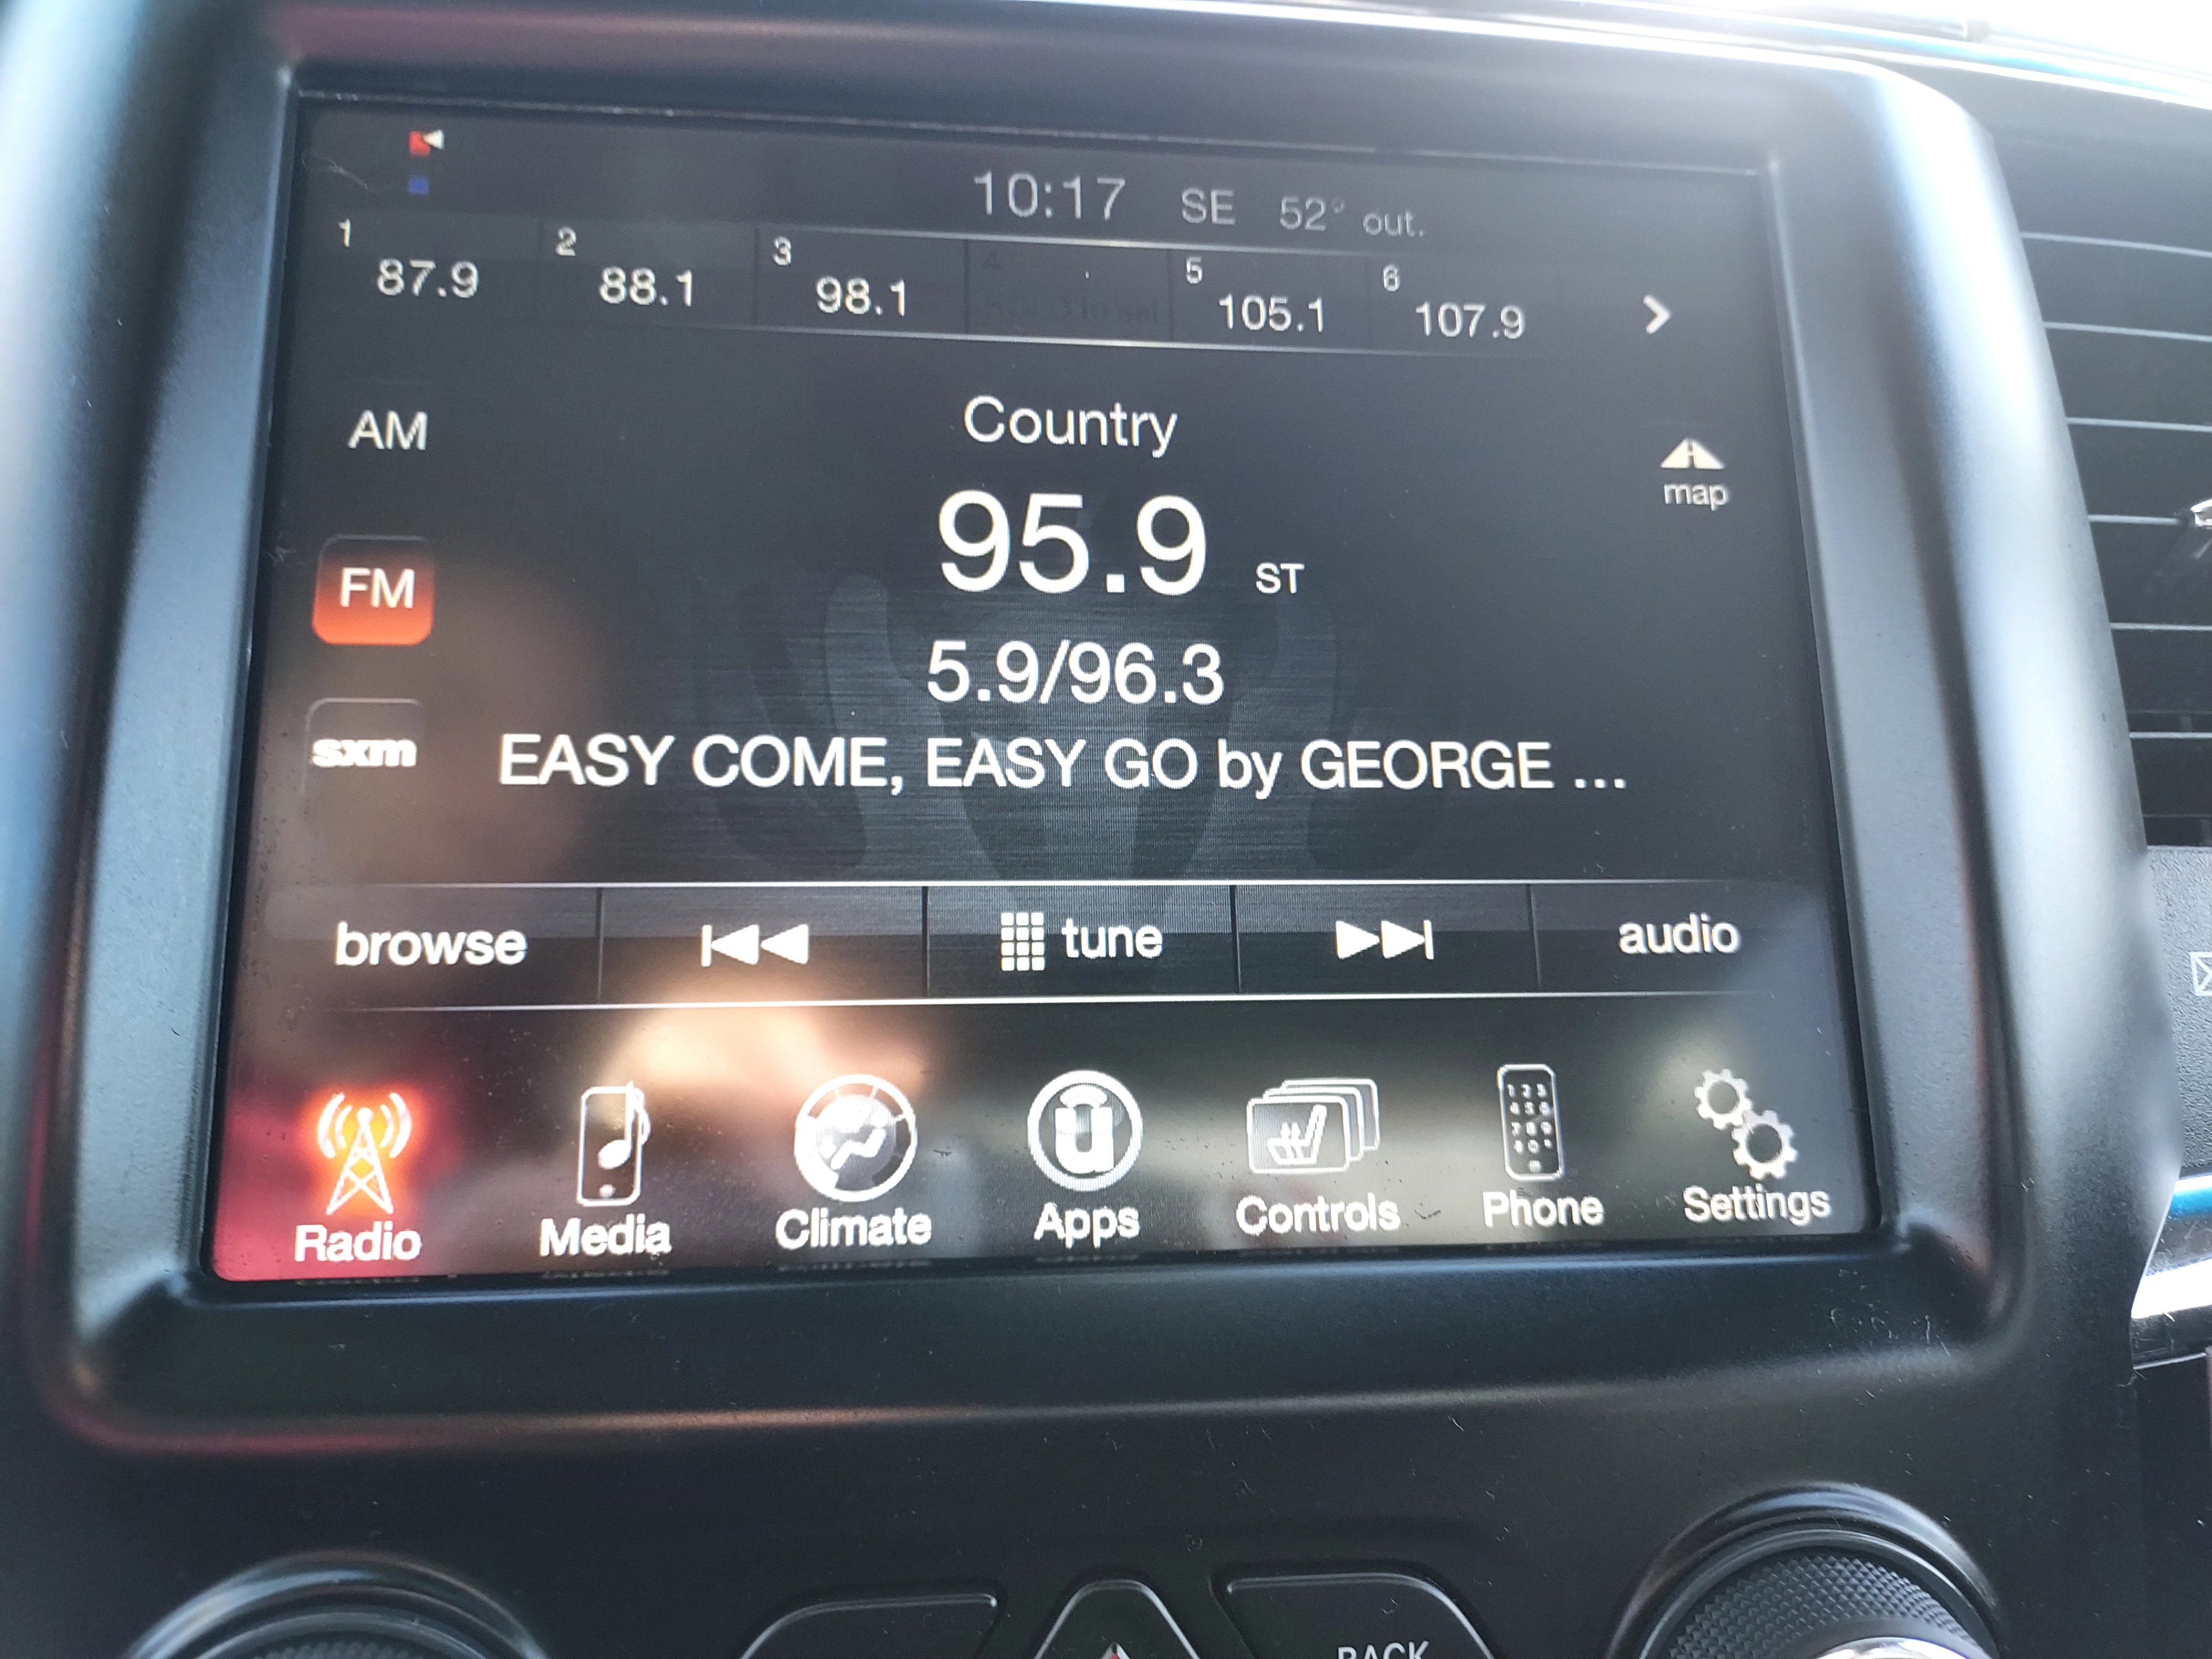 10:17 SE 52° out.
1 87.9 2 88.1 3 98.1 4 5 105.1 6 107.9
AM
Country
map
95.9 ST
FM
5.9/96.3
sxm
EASY COME, EASY GO by GEORGE ...
browse tune audio
Radio Media Climate Apps Controls Phone Settings
BACK